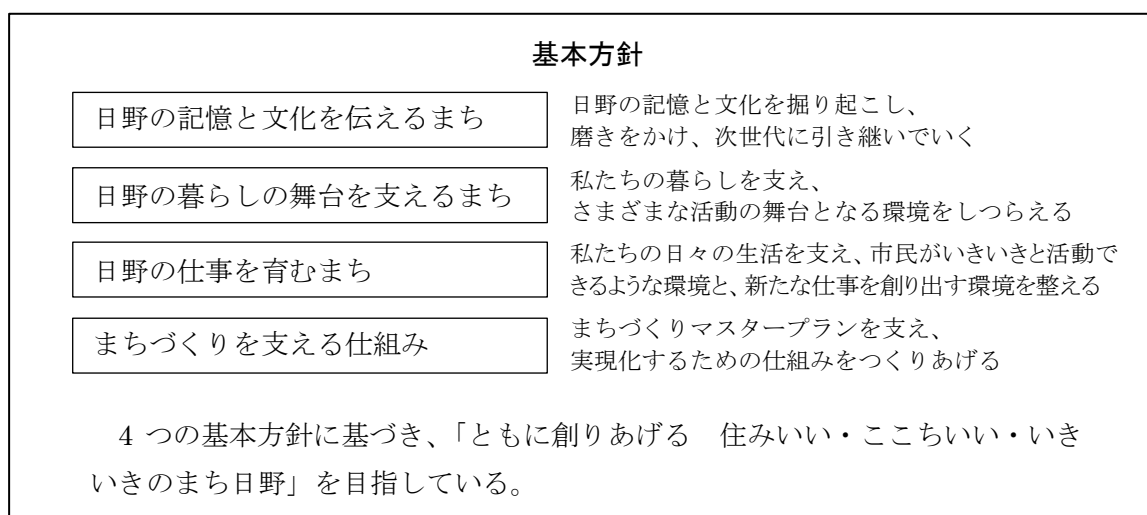 基本方針
日野の記憶と文化を伝えるまち
日野の記憶と文化を掘り起こし、
磨きをかけ、次世代に引き継いでいく
日野の暮らしの舞台を支えるまち
私たちの暮らしを支え、
さまざまな活動の舞台となる環境をしつらえる
日野の仕事を育むまち
私たちの日々の生活を支え、市民がいきいきと活動で
きるような環境と、新たな仕事を創り出す環境を整える
まちづくりを支える仕組み
まちづくりマスタープランを支え、
実現化するための仕組みをつくりあげる
4 つの基本方針に基づき、「ともに創りあげる　住みいい・ここちいい・いき
いきのまち日野」を目指している。